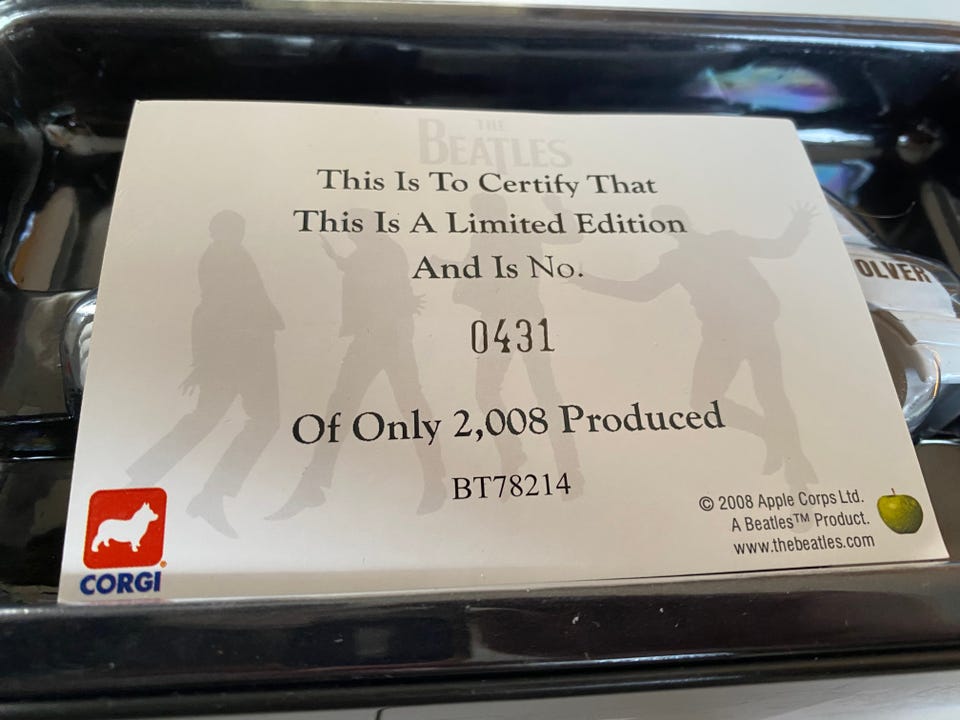 THE
BEATLES
This Is To Certify That
This Is A Limited Edition
And Is No.
0431
Of Only 2,008 Produced
BT78214
© 2008 Apple Corps Ltd.
A Beatles™ Product.
www.thebeatles.com
CORGI
OLVER